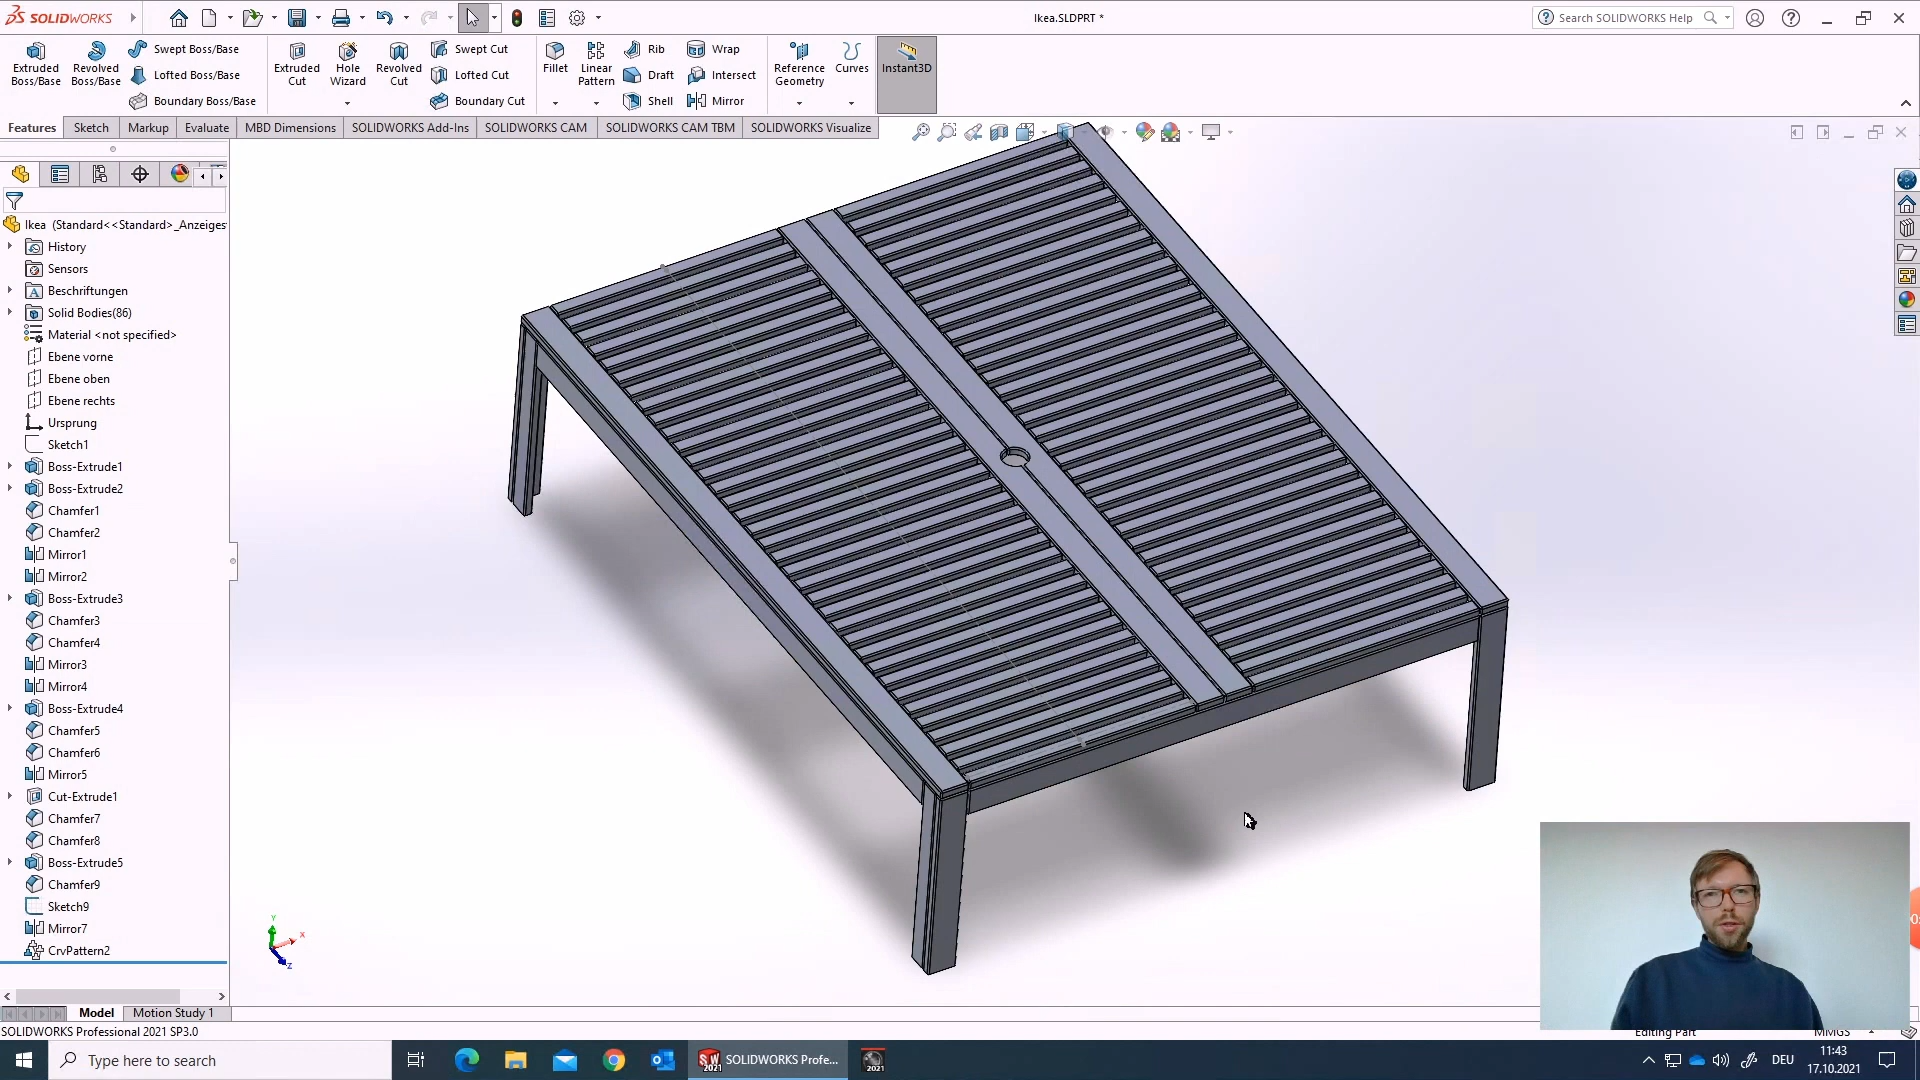 SOLIDWORKS
Ikea.SLDPRT *
Search SOLIDWORKS Help
Extruded Boss/Base
Revolved Boss/Base
Swept Boss/Base
Lofted Boss/Base
Boundary Boss/Base
Extruded Cut
Hole Wizard
Revolved Cut
Swept Cut
Lofted Cut
Boundary Cut
Fillet
Linear Pattern
Rib
Draft
Shell
Wrap
Intersect
Mirror
Reference Geometry
Curves
Instant3D
Features
Sketch
Markup
Evaluate
MBD Dimensions
SOLIDWORKS Add-Ins
SOLIDWORKS CAM
SOLIDWORKS CAM TBM
SOLIDWORKS Visualize
Ikea (Standard<<Standard>_Anzeiges
History
Sensors
Beschriftungen
Solid Bodies(86)
Material <not specified>
Ebene vorne
Ebene oben
Ebene rechts
Ursprung
Sketch1
Boss-Extrude1
Boss-Extrude2
Chamfer1
Chamfer2
Mirror1
Mirror2
Boss-Extrude3
Chamfer3
Chamfer4
Mirror3
Mirror4
Boss-Extrude4
Chamfer5
Chamfer6
Mirror5
Cut-Extrude1
Chamfer7
Chamfer8
Boss-Extrude5
Chamfer9
Sketch9
Mirror7
CrvPattern2
Y
X
Z
Model
Motion Study 1
SOLIDWORKS Professional 2021 SP3.0
Editing Part
MMGS
Type here to search
SOLIDWORKS Profe...
DEU
11:43
17.10.2021